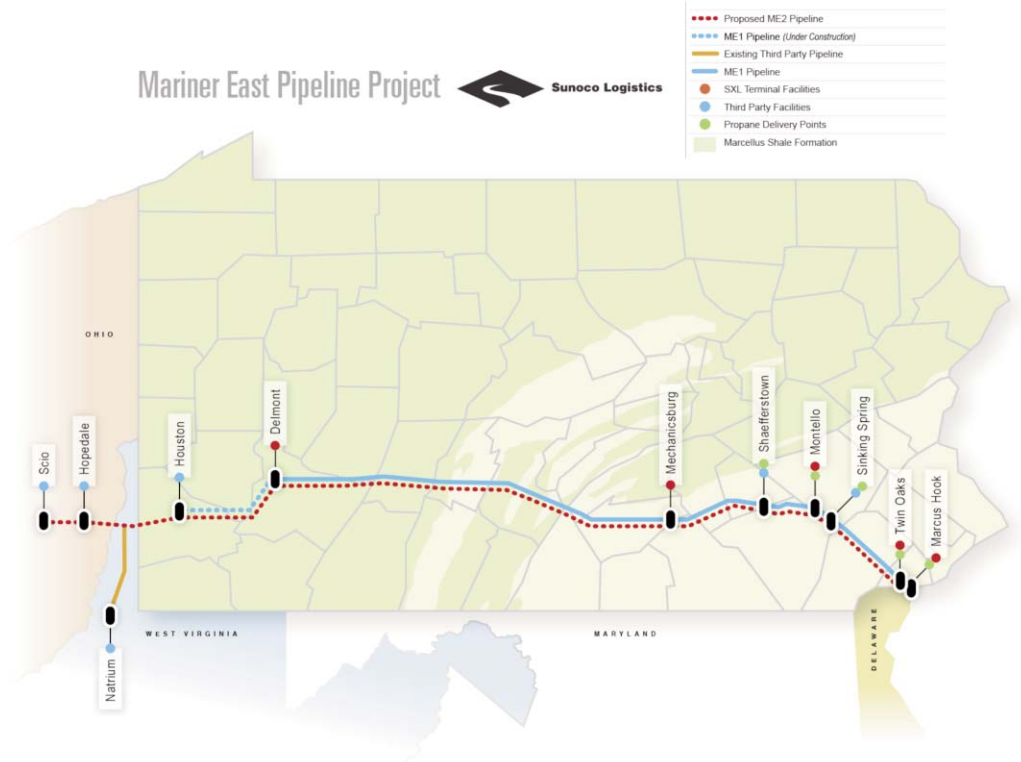 Proposed ME2 Pipeline
ME1 Pipeline (Under Construction)
Existing Third Party Pipeline
ME1 Pipeline
SXL Terminal Facilities
Third Party Facilities
Propane Delivery Points
Marcellus Shale Formation
Mariner East Pipeline Project
Sunoco Logistics
OHIO
Scio
Hopedale
Houston
Delmont
Mechanicsburg
Shaefferstown
Montello
Sinking Spring
Twin Oaks
Marcus Hook
Natrium
WEST VIRGINIA
MARYLAND
DELAWARE